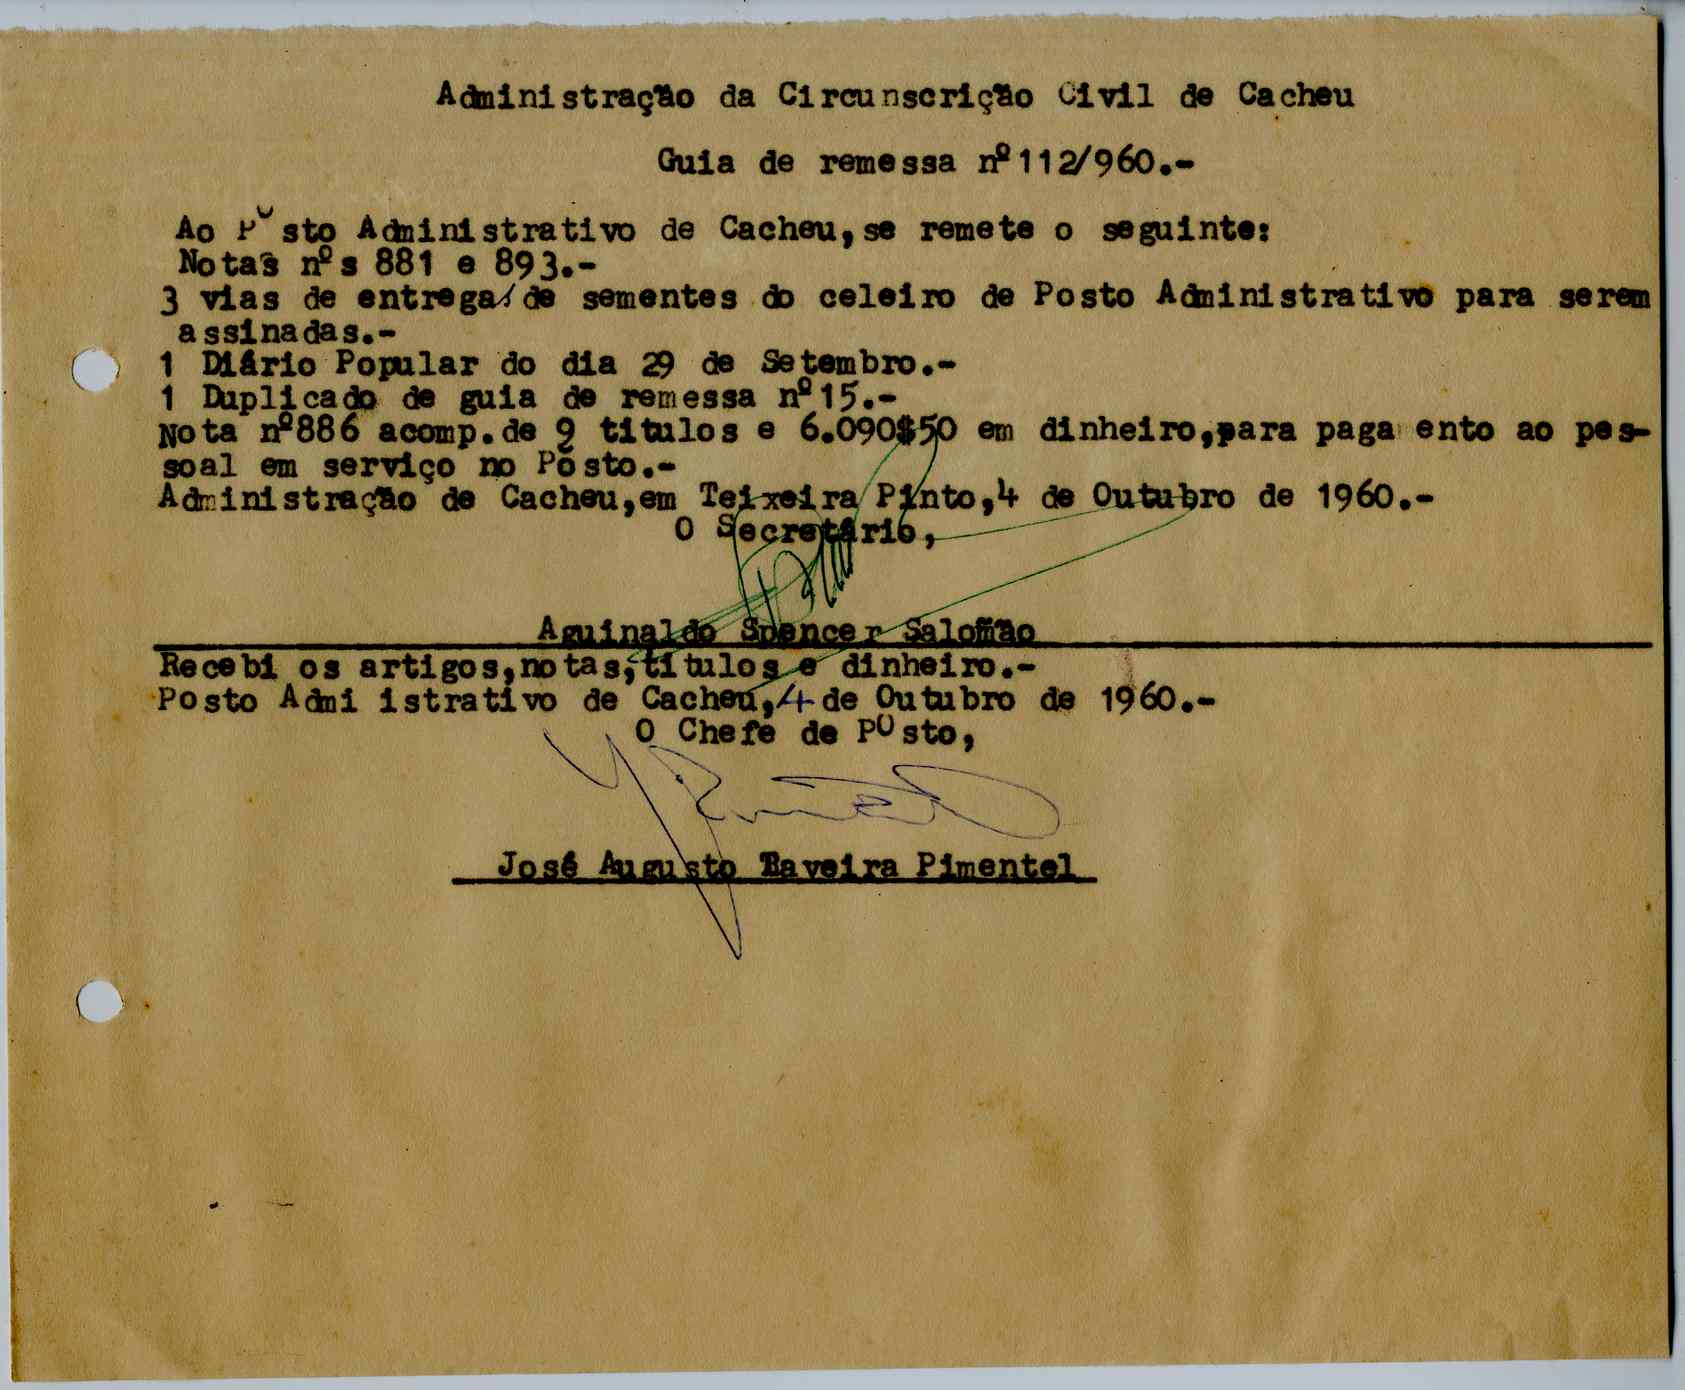 Administração da Circunscrição Civil de Cacheu
Guia de remessa nº112/960.-
Ao Pºsto Administrativo de Cacheu,se remete o seguinte:
Notas nºs 881 e 893.-
3 vias de entrega/de sementes do celeiro de Posto Administrativo para serem
assinadas.-
1 Diário Popular do dia 29 de Setembro.-
1 Duplicado de guia de remessa nº15.-
Nota nº886 acomp.de 9 titulos e 6.090$50 em dinheiro,para paga ento ao pes-
soal em serviço no Pôsto.-
Administração de Cacheu,em Teixeira Pinto,4 de Outubro de 1960.-
O Secretário,
Aguinaldo Spencer Salomão
Recebi os artigos,notas,titulos e dinheiro.-
Posto Admi istrativo de Cacheu,4 de Outubro de 1960.-
O Chefe de Pºsto,
José Augusto Taveira Pimentel